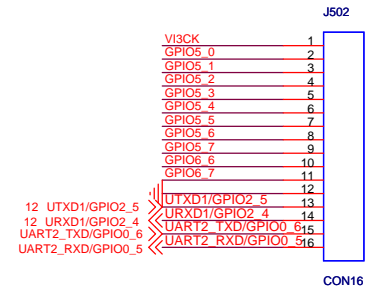 J502
VI3CK 1
GPIO5_0 2
GPIO5_1 3
GPIO5_2 4
GPIO5_3 5
GPIO5_4 6
GPIO5_5 7
GPIO5_6 8
GPIO5_7 9
GPIO6_6 10
GPIO6_7 11
12
12 UTXD1/GPIO2_5 UTXD1/GPIO2_5 13
12 URXD1/GPIO2_4 URXD1/GPIO2_4 14
UART2_TXD/GPIO0_6 UART2_TXD/GPIO0_6 15
UART2_RXD/GPIO0_5 UART2_RXD/GPIO0_5 16
CON16